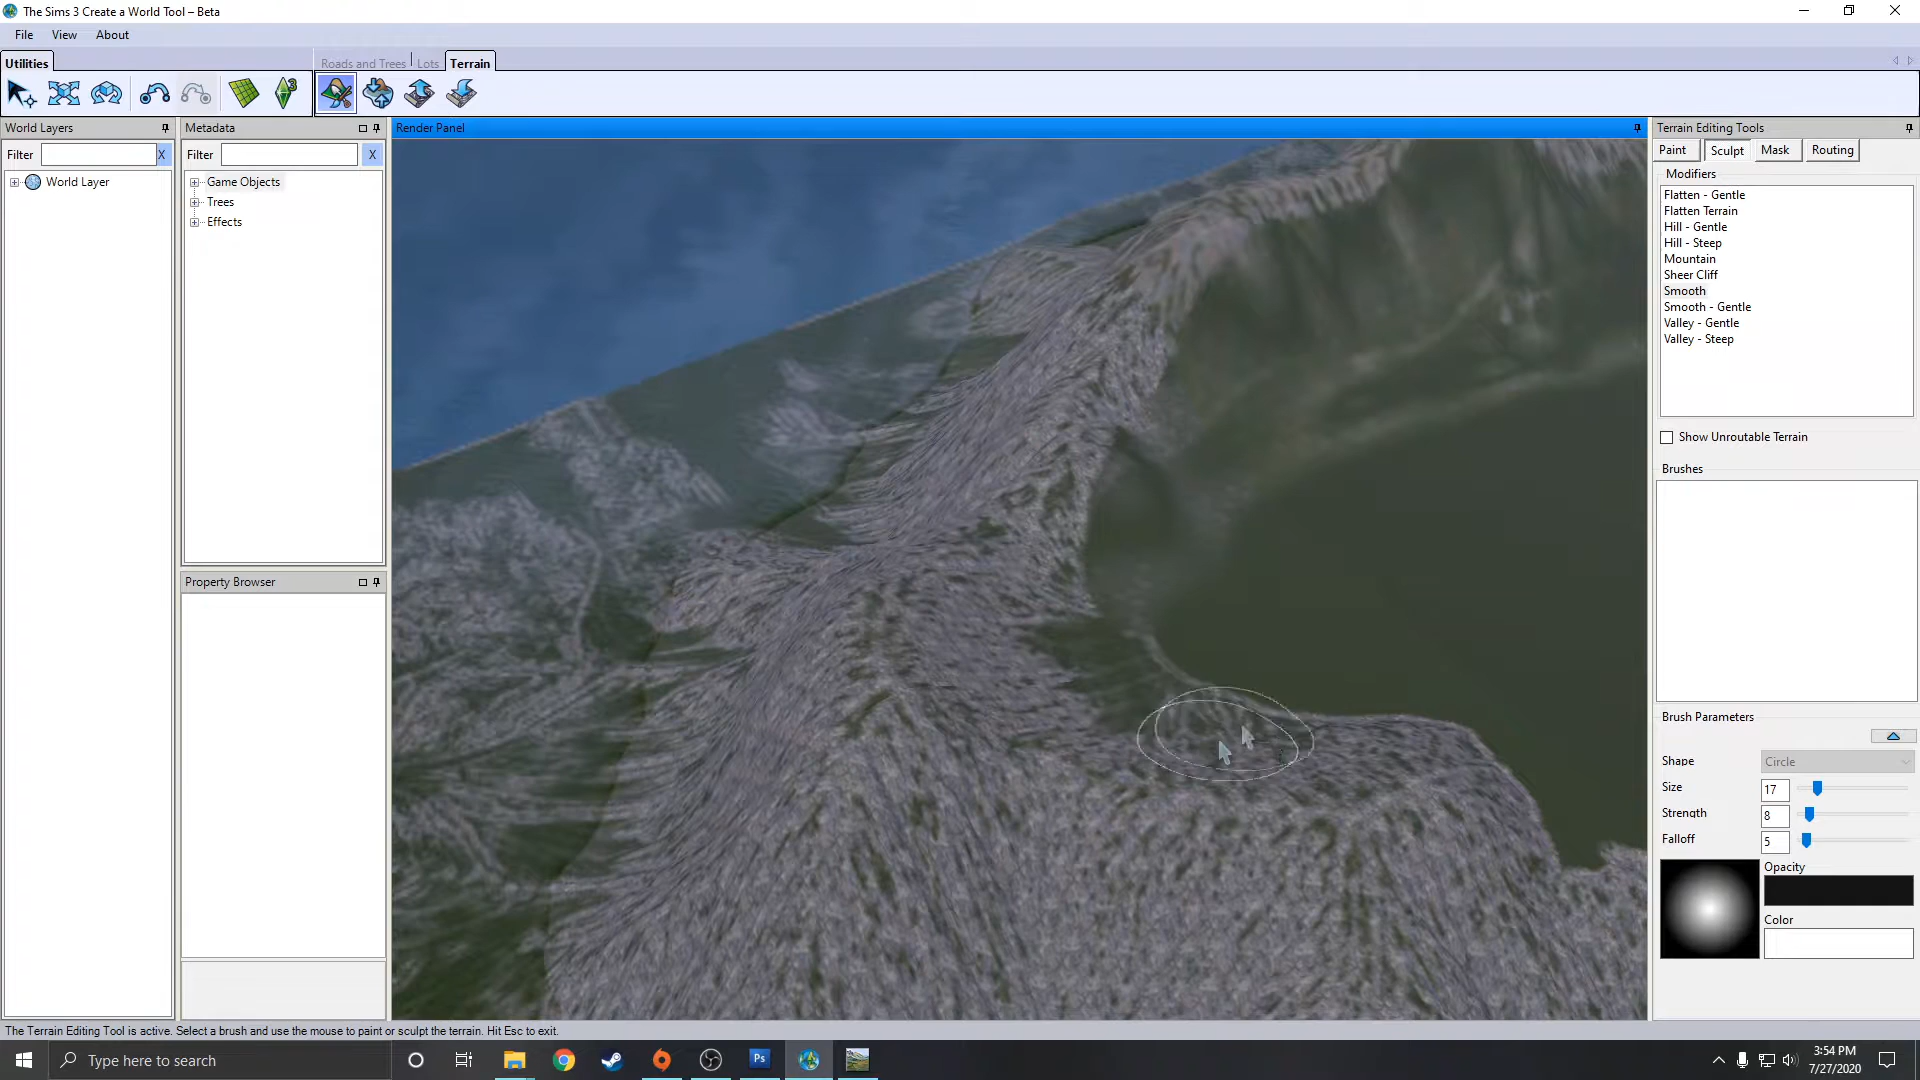 The Sims 3 Create a World Tool – Beta
File View About
Utilities
Roads and Trees Lots Terrain
World Layers
Filter X
World Layer
Metadata
Filter X
Game Objects
Trees
Effects
Property Browser
Render Panel
Terrain Editing Tools
Paint Sculpt Mask Routing
Modifiers
Flatten - Gentle
Flatten Terrain
Hill - Gentle
Hill - Steep
Mountain
Sheer Cliff
Smooth
Smooth - Gentle
Valley - Gentle
Valley - Steep
Show Unroutable Terrain
Brushes
Brush Parameters
Shape Circle
Size 17
Strength 8
Falloff 5
Opacity
Color
The Terrain Editing Tool is active. Select a brush and use the mouse to paint or sculpt the terrain. Hit Esc to exit.
Type here to search
Ps
3:54 PM
7/27/2020